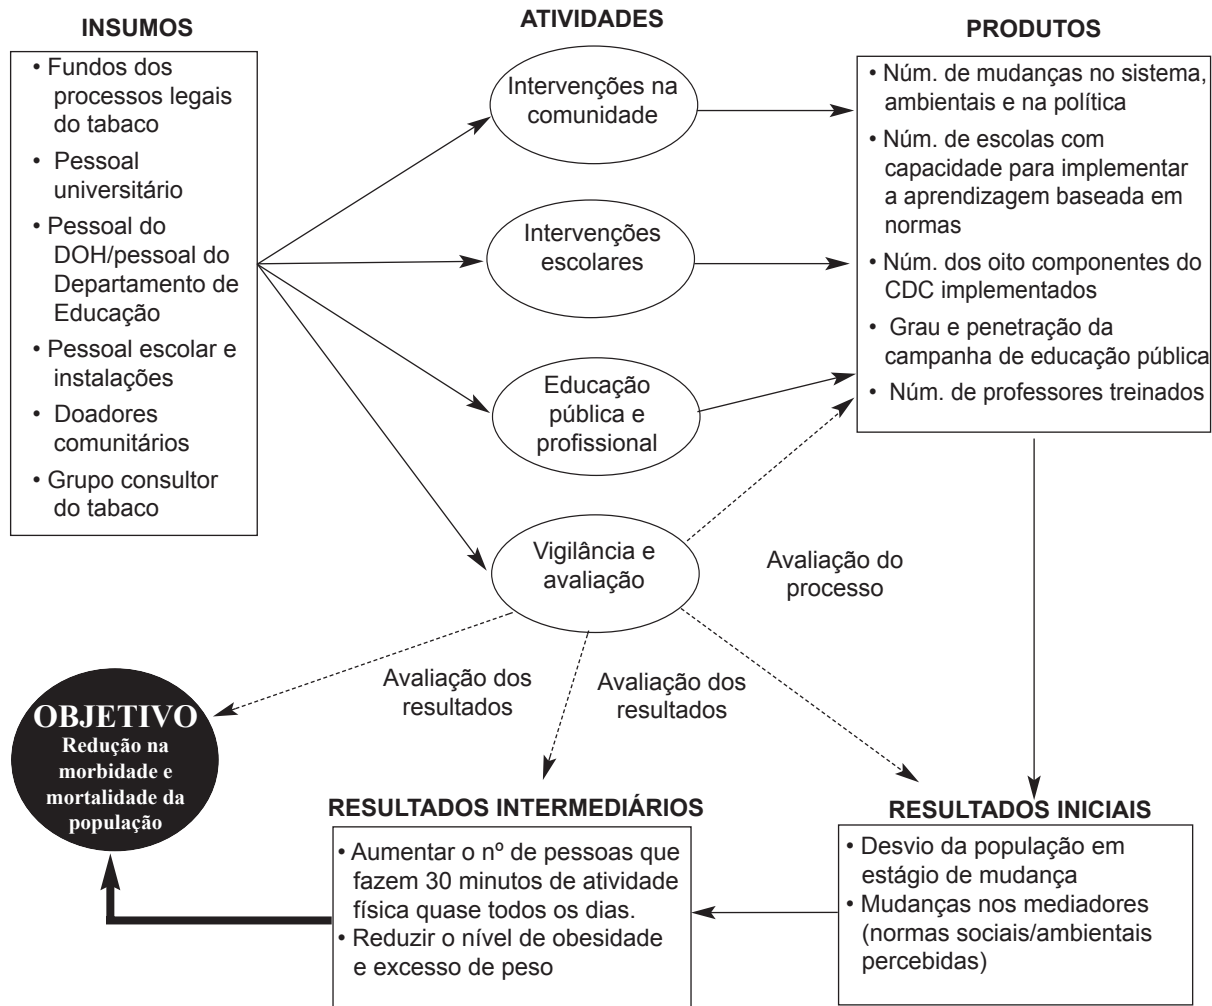 INSUMOS
• Fundos dos
processos legais
do tabaco
• Pessoal
universitário
• Pessoal do
DOH/pessoal do
Departamento de
Educação
• Pessoal escolar e
instalações
• Doadores
comunitários
• Grupo consultor
do tabaco
ATIVIDADES
Intervenções na
comunidade
Intervenções
escolares
Educação
pública e
profissional
Vigilância e
avaliação
PRODUTOS
• Núm. de mudanças no sistema,
ambientais e na política
• Núm. de escolas com
capacidade para implementar
a aprendizagem baseada em
normas
• Núm. dos oito componentes do
CDC implementados
• Grau e penetração da
campanha de educação pública
• Núm. de professores treinados
Avaliação do
processo
Avaliação dos
resultados
Avaliação dos
resultados
OBJETIVO
Redução na
morbidade e
mortalidade da
população
RESULTADOS INTERMEDIÁRIOS
• Aumentar o nº de pessoas que
fazem 30 minutos de atividade
física quase todos os dias.
• Reduzir o nível de obesidade
e excesso de peso
RESULTADOS INICIAIS
• Desvio da população em
estágio de mudança
• Mudanças nos mediadores
(normas sociais/ambientais
percebidas)